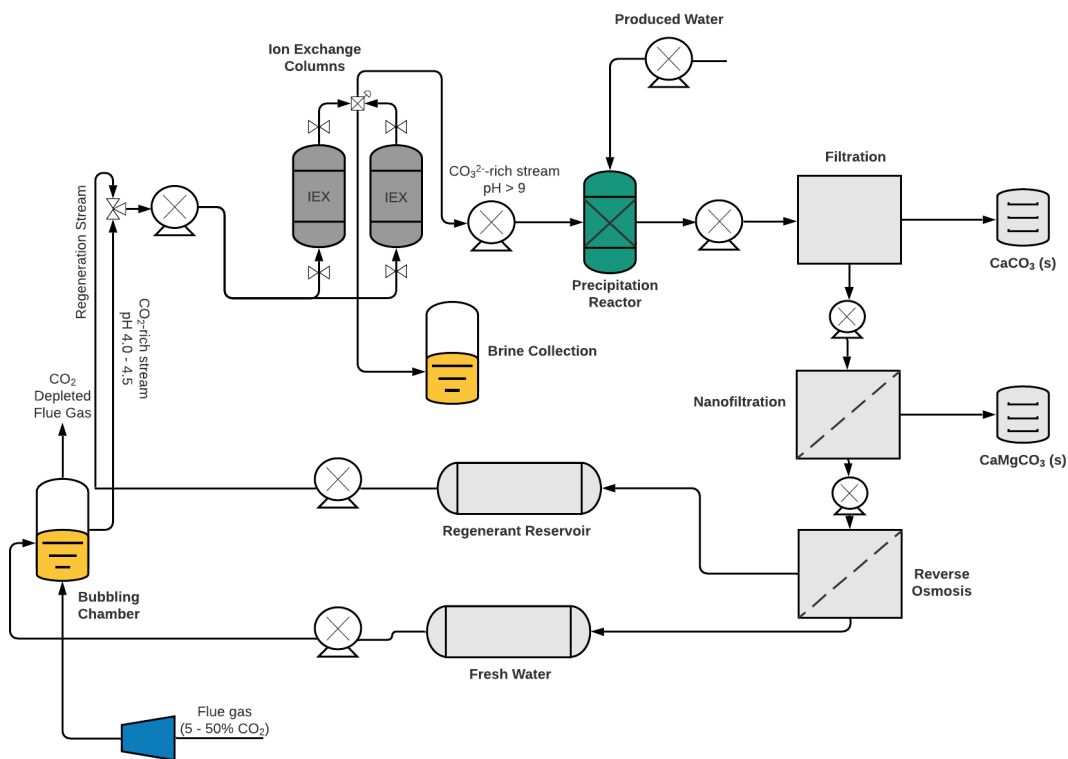 Produced Water
Ion Exchange
Columns
IEX
IEX
CO₃²⁻-rich stream
pH > 9
Filtration
CaCO₃ (s)
Precipitation
Reactor
Regeneration Stream
CO₂-rich stream
pH 4.0 - 4.5
Brine Collection
CO₂
Depleted
Flue Gas
Nanofiltration
CaMgCO₃ (s)
Regenerant Reservoir
Reverse
Osmosis
Bubbling
Chamber
Fresh Water
Flue gas
(5 - 50% CO₂)